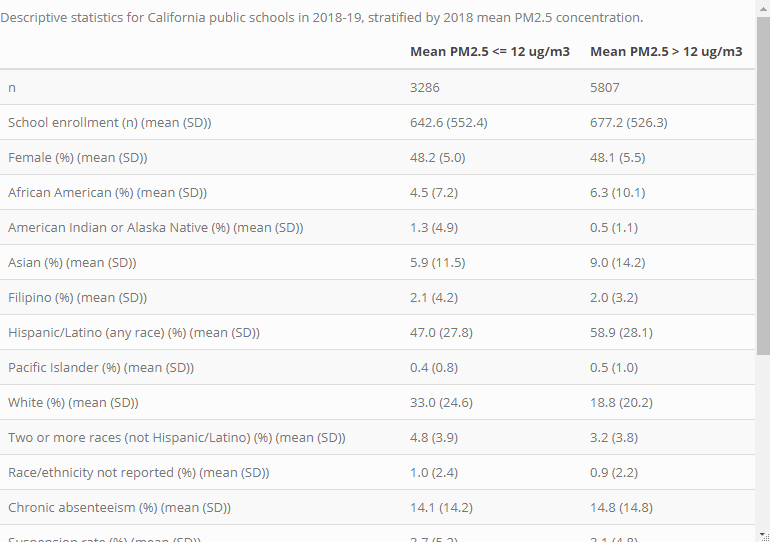 Descriptive statistics for California public schools in 2018-19, stratified by 2018 mean PM2.5 concentration.
Mean PM2.5 <= 12 ug/m3 Mean PM2.5 > 12 ug/m3
n 3286 5807
School enrollment (n) (mean (SD)) 642.6 (552.4) 677.2 (526.3)
Female (%) (mean (SD)) 48.2 (5.0) 48.1 (5.5)
African American (%) (mean (SD)) 4.5 (7.2) 6.3 (10.1)
American Indian or Alaska Native (%) (mean (SD)) 1.3 (4.9) 0.5 (1.1)
Asian (%) (mean (SD)) 5.9 (11.5) 9.0 (14.2)
Filipino (%) (mean (SD)) 2.1 (4.2) 2.0 (3.2)
Hispanic/Latino (any race) (%) (mean (SD)) 47.0 (27.8) 58.9 (28.1)
Pacific Islander (%) (mean (SD)) 0.4 (0.8) 0.5 (1.0)
White (%) (mean (SD)) 33.0 (24.6) 18.8 (20.2)
Two or more races (not Hispanic/Latino) (%) (mean (SD)) 4.8 (3.9) 3.2 (3.8)
Race/ethnicity not reported (%) (mean (SD)) 1.0 (2.4) 0.9 (2.2)
Chronic absenteeism (%) (mean (SD)) 14.1 (14.2) 14.8 (14.8)
Suspension rate (%) (mean (SD))